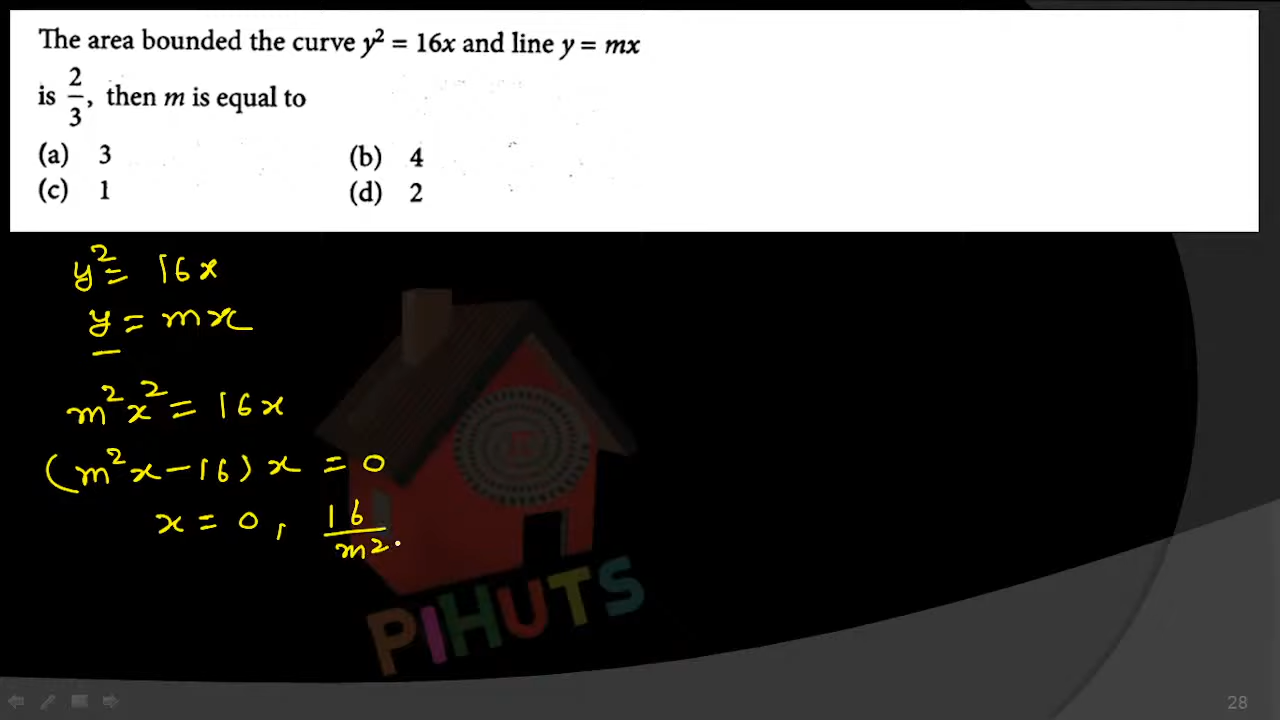 The area bounded the curve y² = 16x and line y = mx
is 2/3, then m is equal to
(a) 3 (b) 4
(c) 1 (d) 2
y² = 16x
y = mx
m²x² = 16x
(m²x - 16) x = 0
x = 0, 16/m²
PIHUTS
28